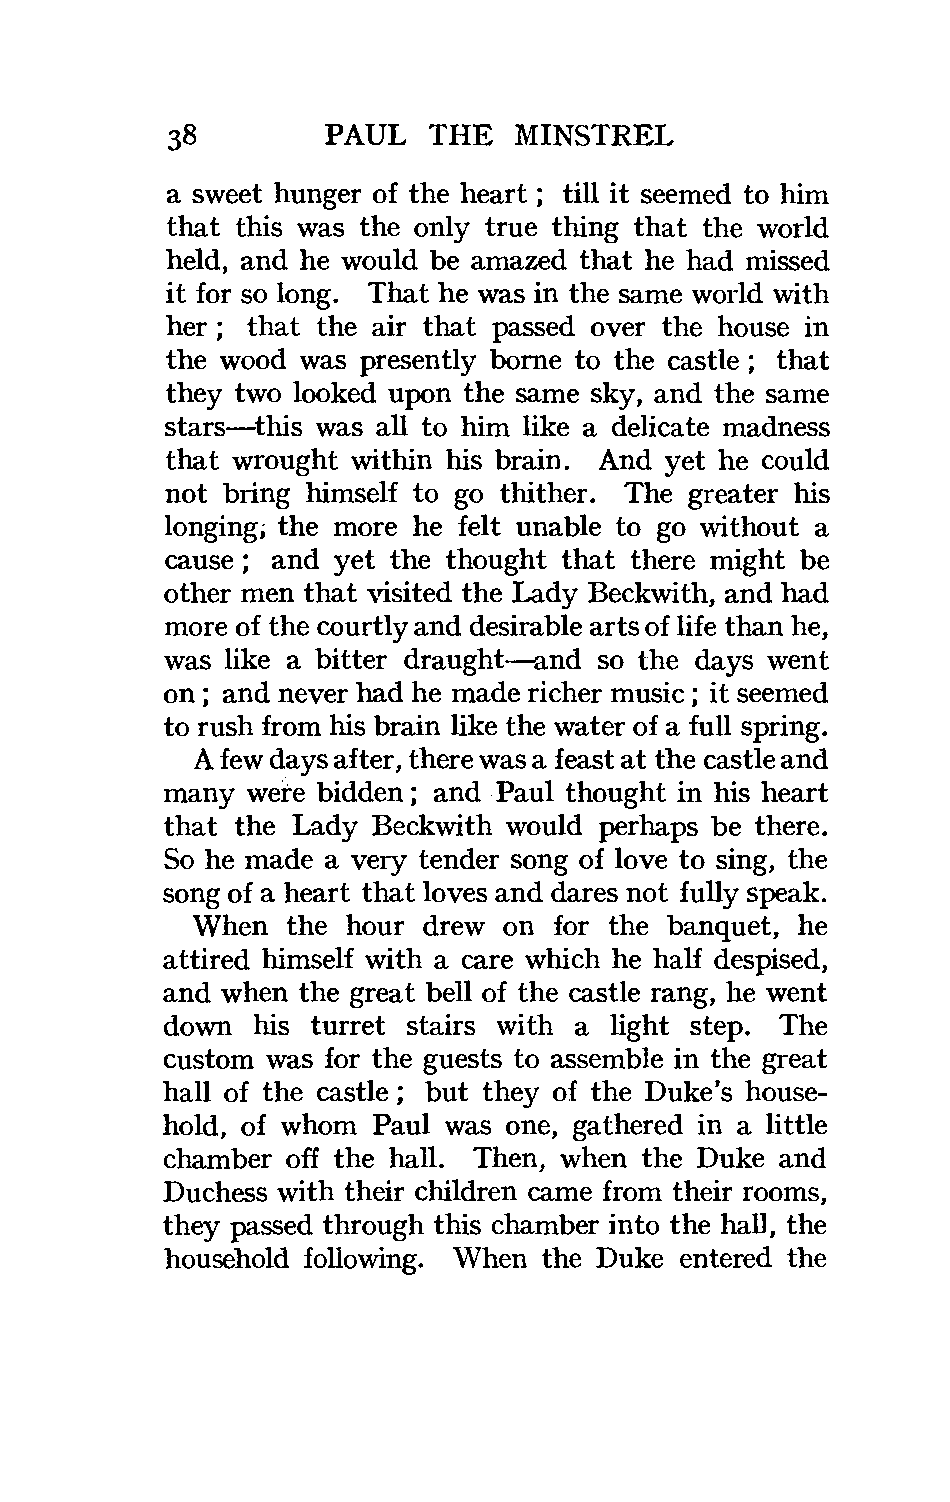 38 PAUL THE MINSTREL
a sweet hunger of the heart ; till it seemed to him
that this was the only true thing that the world
held, and he would be amazed that he had missed
it for so long. That he was in the same world with
her ; that the air that passed over the house in
the wood was presently borne to the castle ; that
they two looked upon the same sky, and the same
stars—this was all to him like a delicate madness
that wrought within his brain. And yet he could
not bring himself to go thither. The greater his
longing, the more he felt unable to go without a
cause ; and yet the thought that there might be
other men that visited the Lady Beckwith, and had
more of the courtly and desirable arts of life than he,
was like a bitter draught—and so the days went
on ; and never had he made richer music ; it seemed
to rush from his brain like the water of a full spring.
A few days after, there was a feast at the castle and
many were bidden ; and Paul thought in his heart
that the Lady Beckwith would perhaps be there.
So he made a very tender song of love to sing, the
song of a heart that loves and dares not fully speak.
When the hour drew on for the banquet, he
attired himself with a care which he half despised,
and when the great bell of the castle rang, he went
down his turret stairs with a light step. The
custom was for the guests to assemble in the great
hall of the castle ; but they of the Duke's house-
hold, of whom Paul was one, gathered in a little
chamber off the hall. Then, when the Duke and
Duchess with their children came from their rooms,
they passed through this chamber into the hall, the
household following. When the Duke entered the